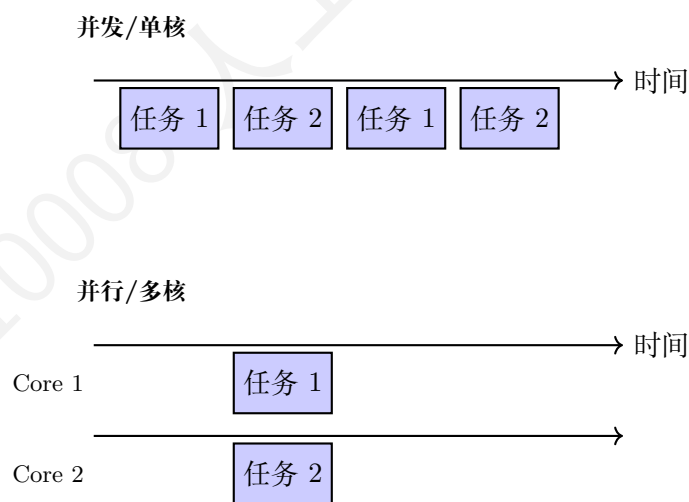 并发/单核
时间
任务 1 任务 2 任务 1 任务 2
并行/多核
时间
Core 1 任务 1
Core 2 任务 2